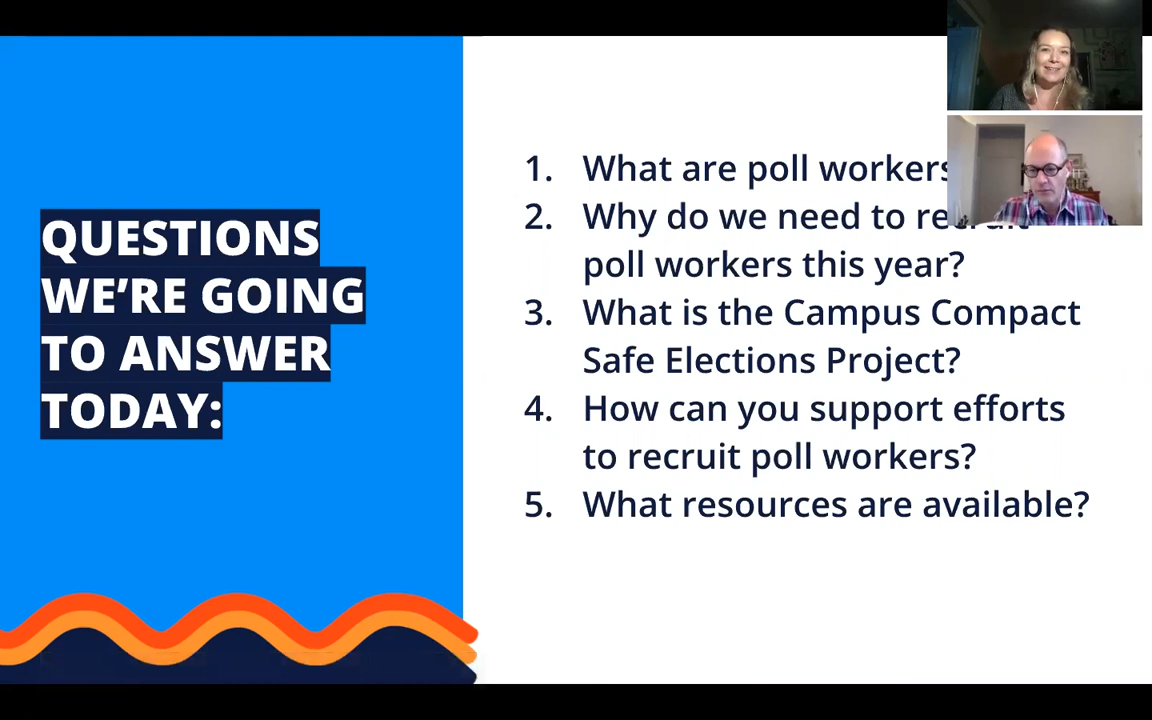 QUESTIONS
WE’RE GOING
TO ANSWER
TODAY:
1. What are poll workers
2. Why do we need to recruit
poll workers this year?
3. What is the Campus Compact
Safe Elections Project?
4. How can you support efforts
to recruit poll workers?
5. What resources are available?